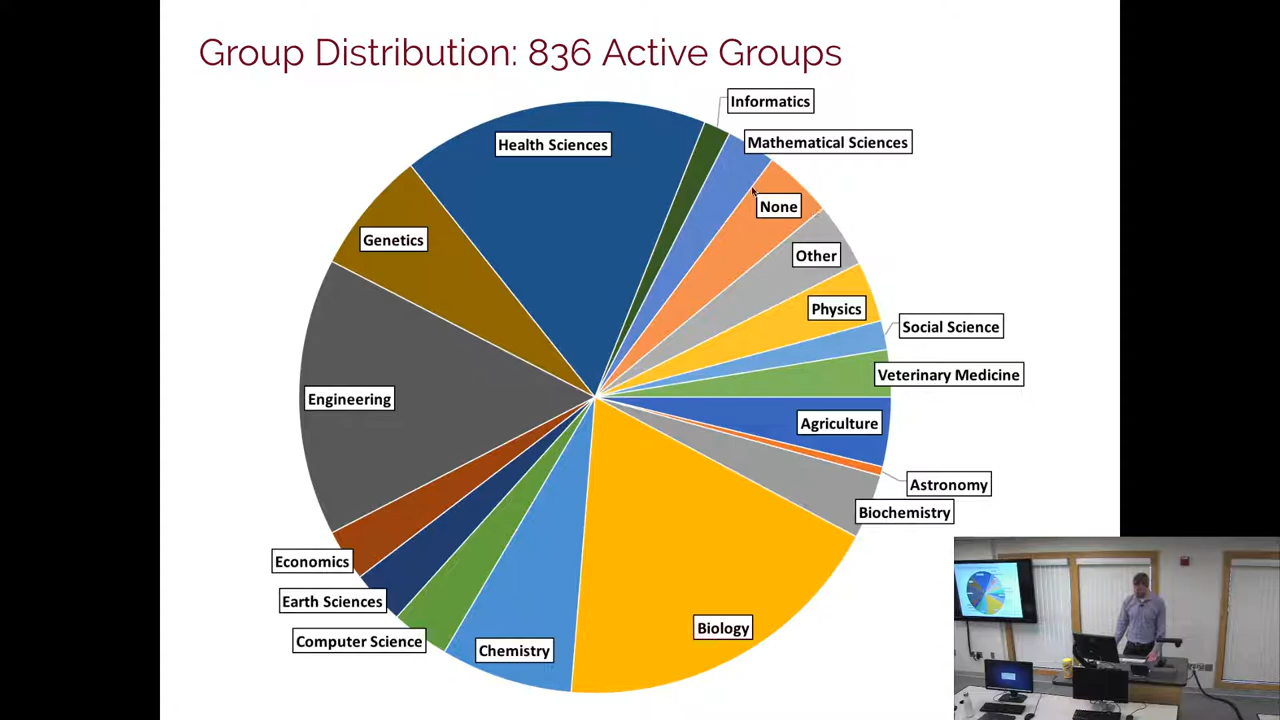 Group Distribution: 836 Active Groups
Informatics
Health Sciences
Mathematical Sciences
None
Genetics
Other
Physics
Social Science
Veterinary Medicine
Engineering
Agriculture
Astronomy
Biochemistry
Economics
Earth Sciences
Biology
Computer Science
Chemistry